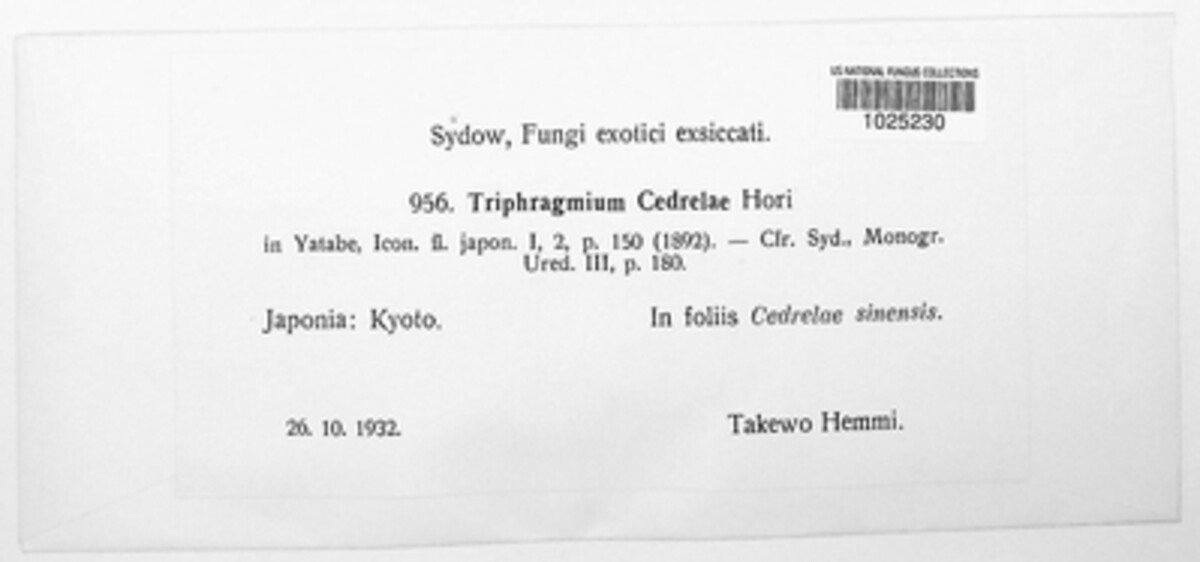 US NATIONAL FUNGUS COLLECTIONS
1025230
Sydow, Fungi exotici exsiccati.
956. Triphragmium Cedrelae Hori
in Yatabe, Icon. fl. japon. I, 2, p. 150 (1892). — Cfr. Syd., Monogr.
Ured. III, p. 180.
Japonia: Kyoto. In foliis Cedrelae sinensis.
26. 10. 1932. Takewo Hemmi.